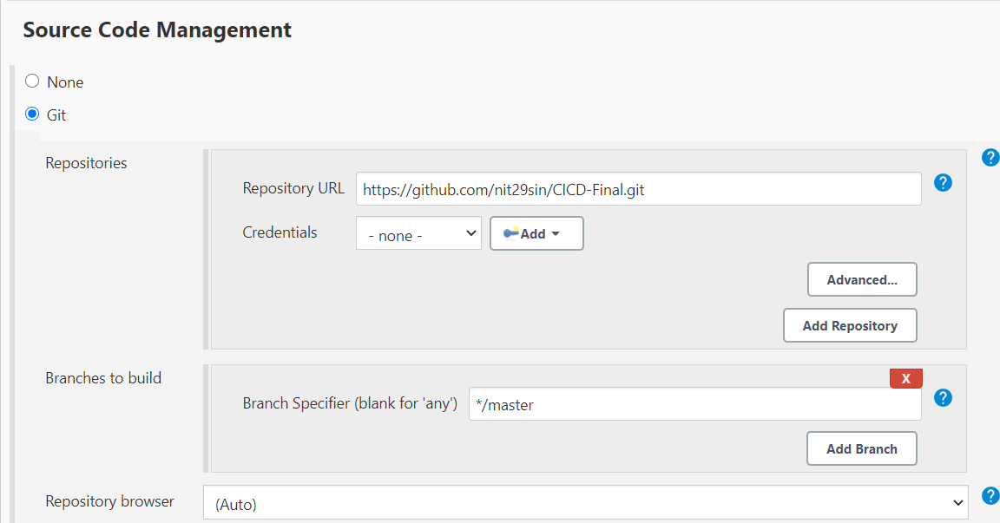 Source Code Management
None
Git
Repositories
?
Repository URL https://github.com/nit29sin/CICD-Final.git ?
Credentials - none - Add
Advanced...
Add Repository
Branches to build
X
Branch Specifier (blank for 'any') */master ?
Add Branch
Repository browser (Auto) ?